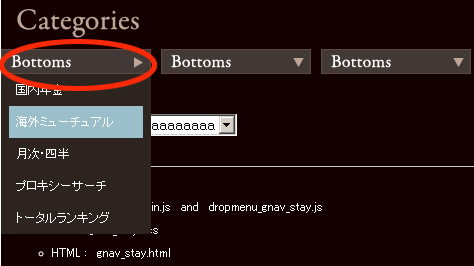 Categories
Bottoms Bottoms Bottoms
国内年金
海外ミューチュアル
aaaaaaaa
月次・四半
プロキシーサーチ
in.js and dropmenu_gnav_stay.js
トータルランキング
HTML : gnav_stay.html